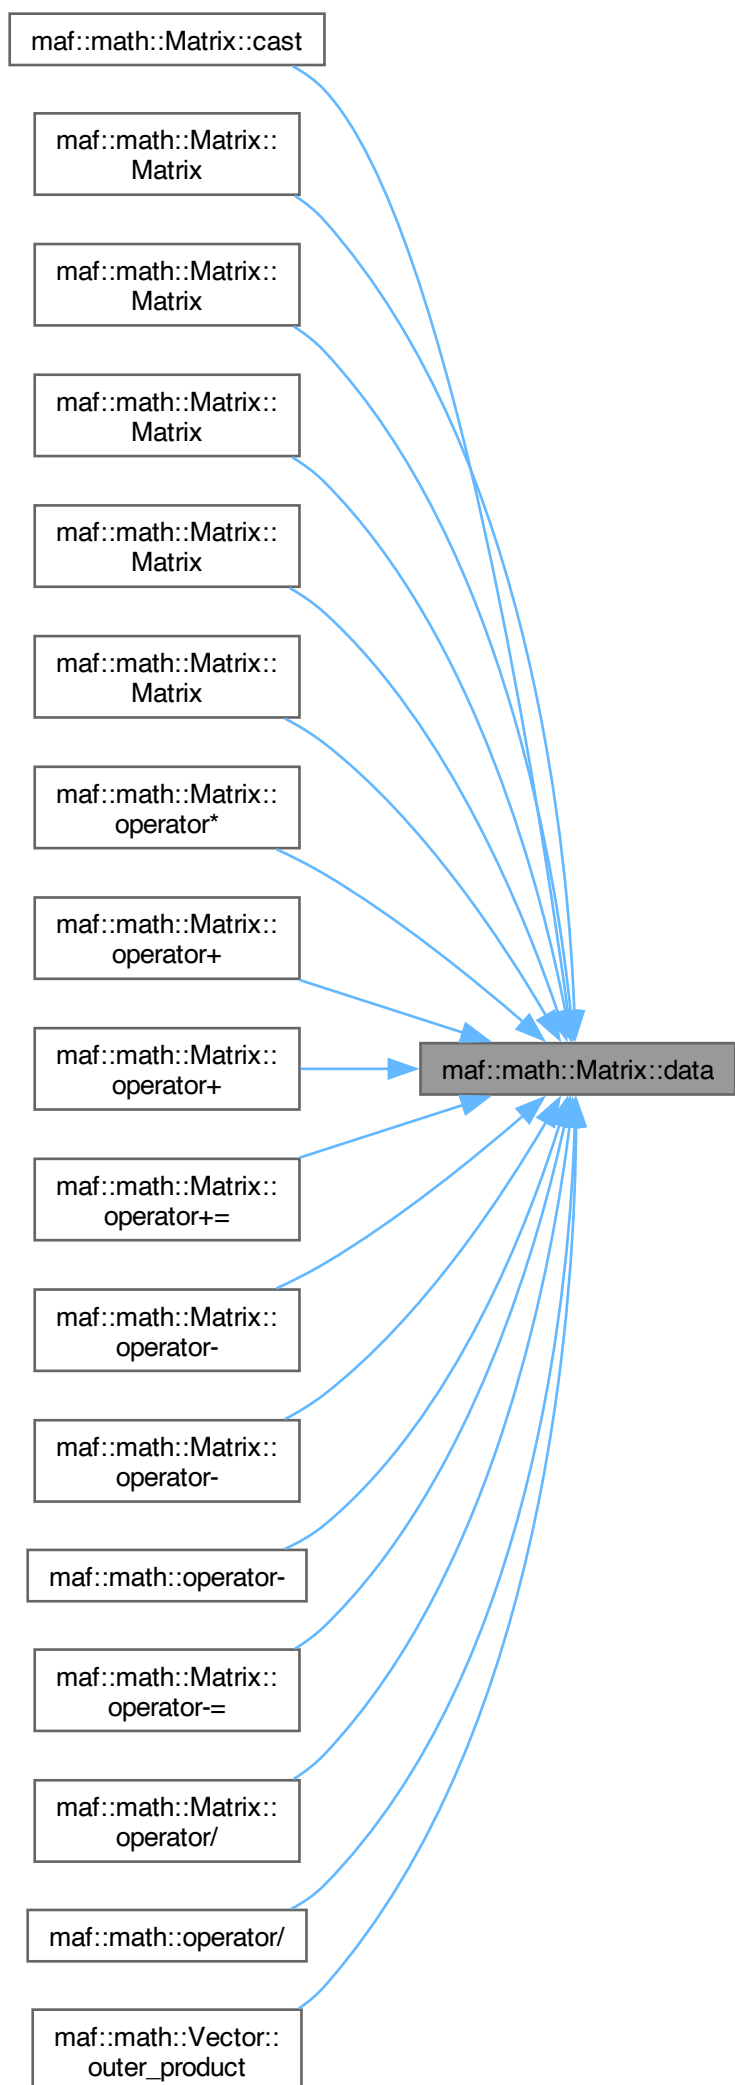 maf::math::Matrix::cast
maf::math::Matrix::
Matrix
maf::math::Matrix::
Matrix
maf::math::Matrix::
Matrix
maf::math::Matrix::
Matrix
maf::math::Matrix::
Matrix
maf::math::Matrix::
operator*
maf::math::Matrix::
operator+
maf::math::Matrix::
operator+
maf::math::Matrix::data
maf::math::Matrix::
operator+=
maf::math::Matrix::
operator-
maf::math::Matrix::
operator-
maf::math::operator-
maf::math::Matrix::
operator-=
maf::math::Matrix::
operator/
maf::math::operator/
maf::math::Vector::
outer_product